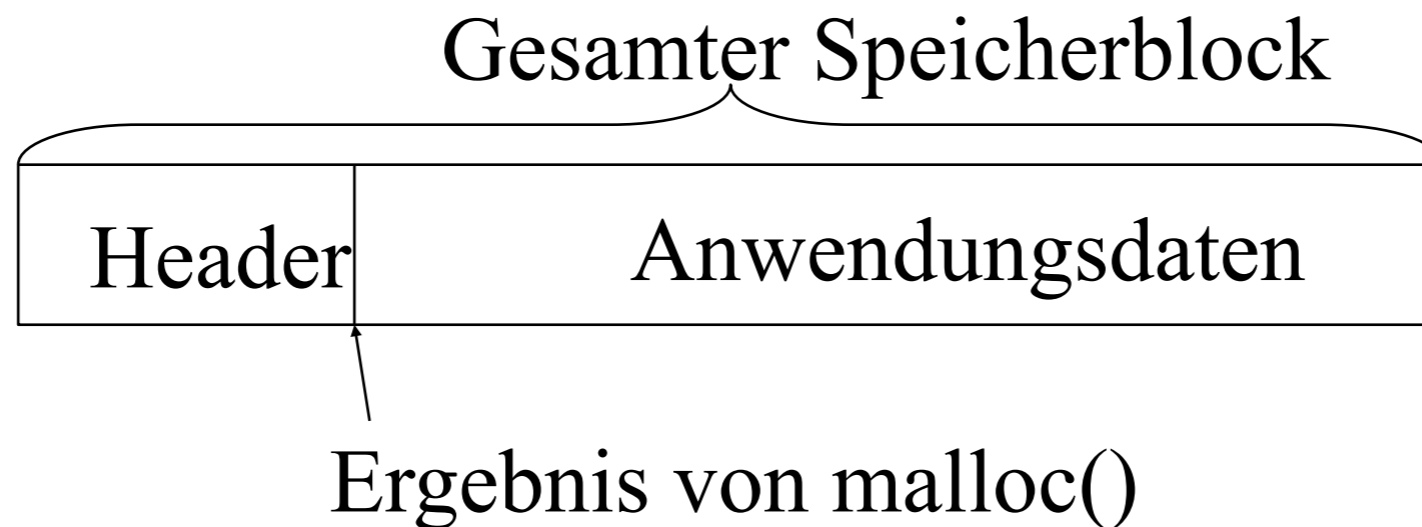 Gesamter Speicherblock
Header
Anwendungsdaten
Ergebnis von malloc()